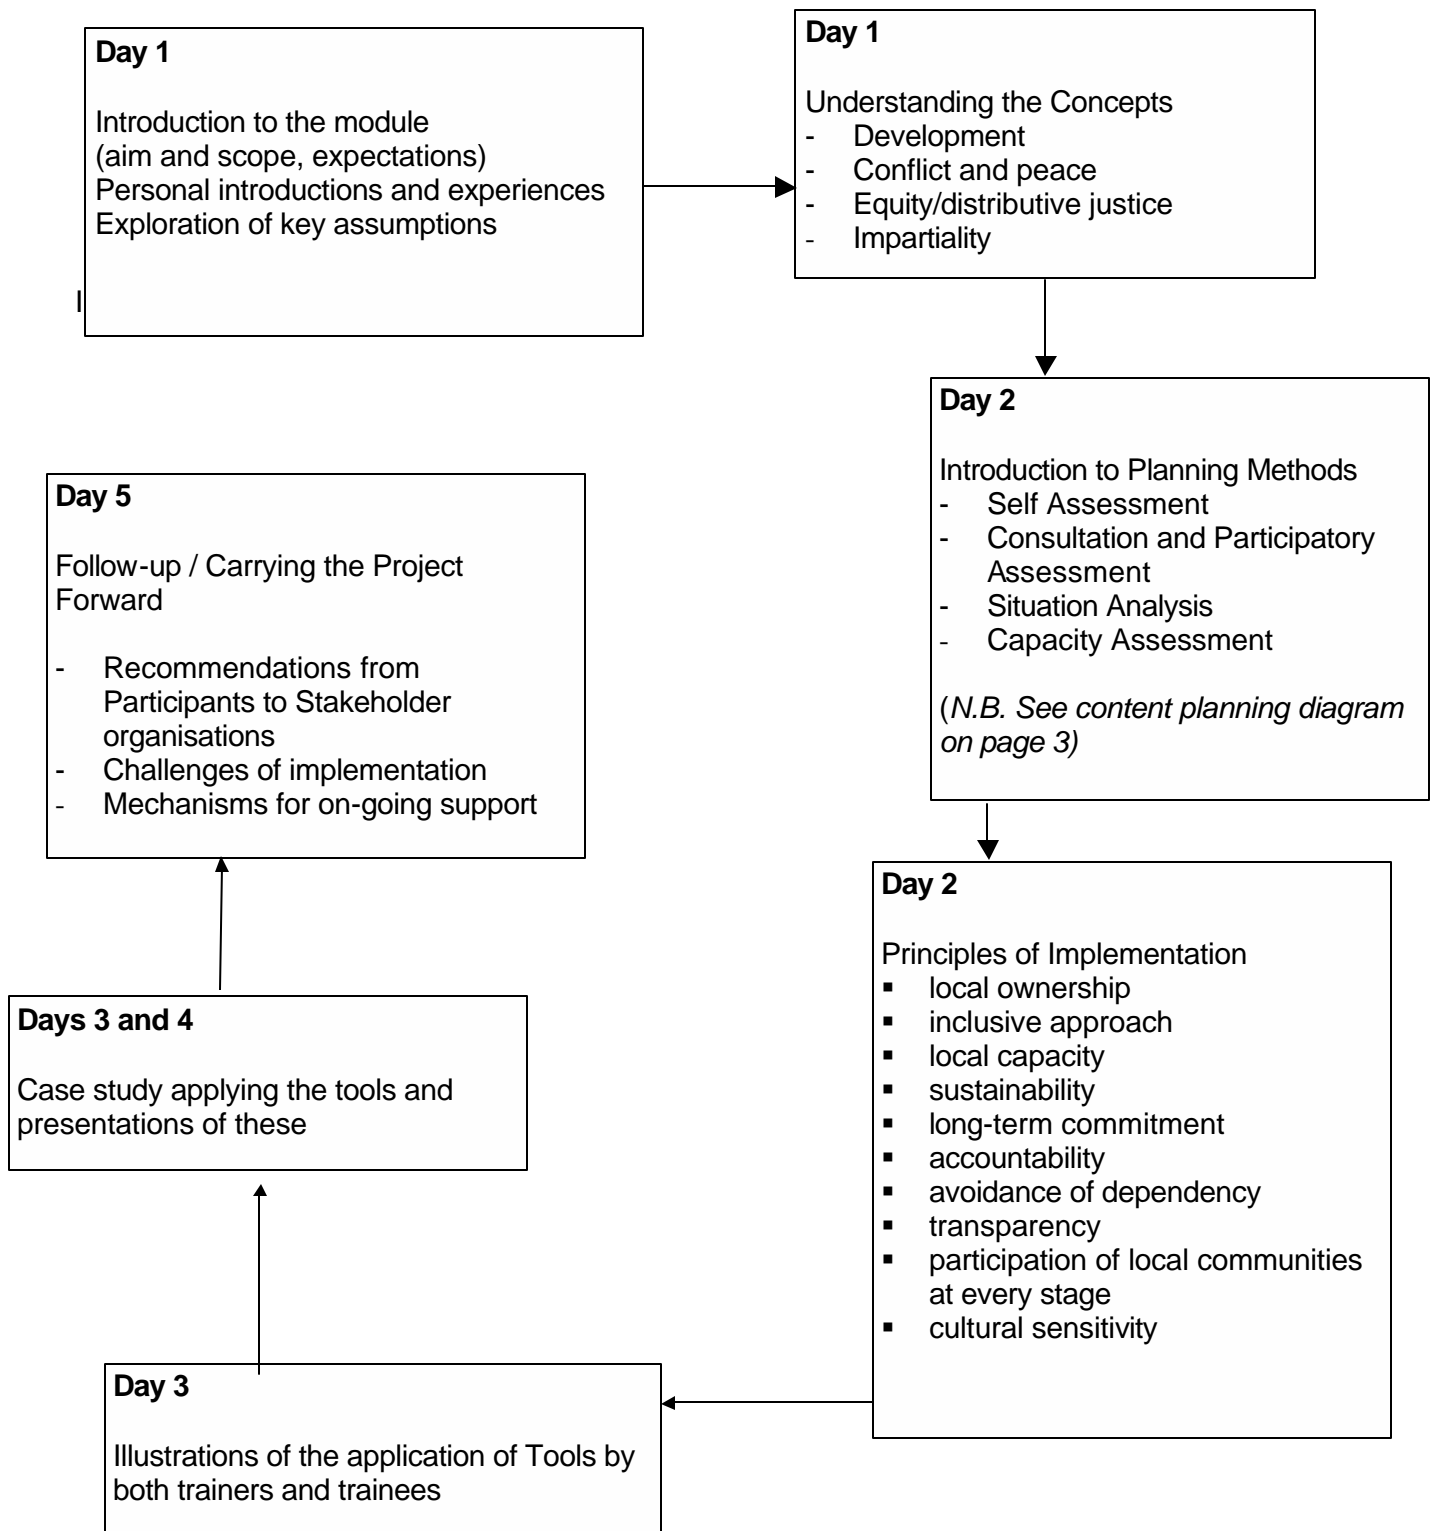 Day 1
Introduction to the module
(aim and scope, expectations)
Personal introductions and experiences
Exploration of key assumptions
I
Day 1
Understanding the Concepts
- Development
- Conflict and peace
- Equity/distributive justice
- Impartiality
Day 2
Introduction to Planning Methods
- Self Assessment
- Consultation and Participatory
Assessment
- Situation Analysis
- Capacity Assessment
(N.B. See content planning diagram
on page 3)
Day 2
Principles of Implementation
▪ local ownership
▪ inclusive approach
▪ local capacity
▪ sustainability
▪ long-term commitment
▪ accountability
▪ avoidance of dependency
▪ transparency
▪ participation of local communities
at every stage
▪ cultural sensitivity
Day 3
Illustrations of the application of Tools by
both trainers and trainees
Days 3 and 4
Case study applying the tools and
presentations of these
Day 5
Follow-up / Carrying the Project
Forward
- Recommendations from
Participants to Stakeholder
organisations
- Challenges of implementation
- Mechanisms for on-going support